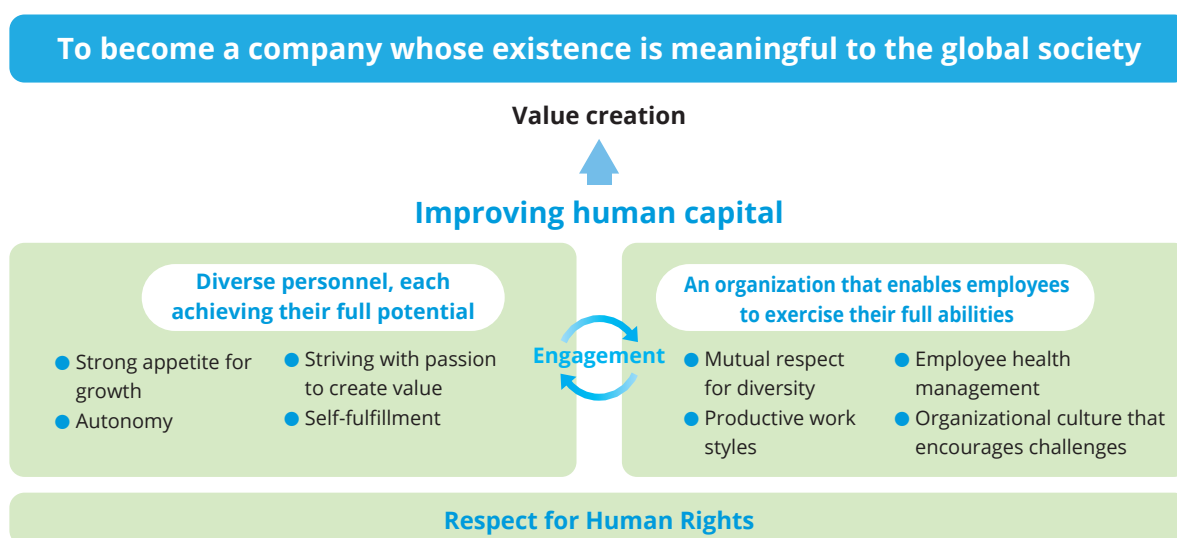 To become a company whose existence is meaningful to the global society
Value creation
Improving human capital
Diverse personnel, each
achieving their full potential
Strong appetite for
growth
Autonomy
Striving with passion
to create value
Self-fulfillment
Engagement
An organization that enables employees
to exercise their full abilities
Mutual respect
for diversity
Productive work
styles
Employee health
management
Organizational culture that
encourages challenges
Respect for Human Rights